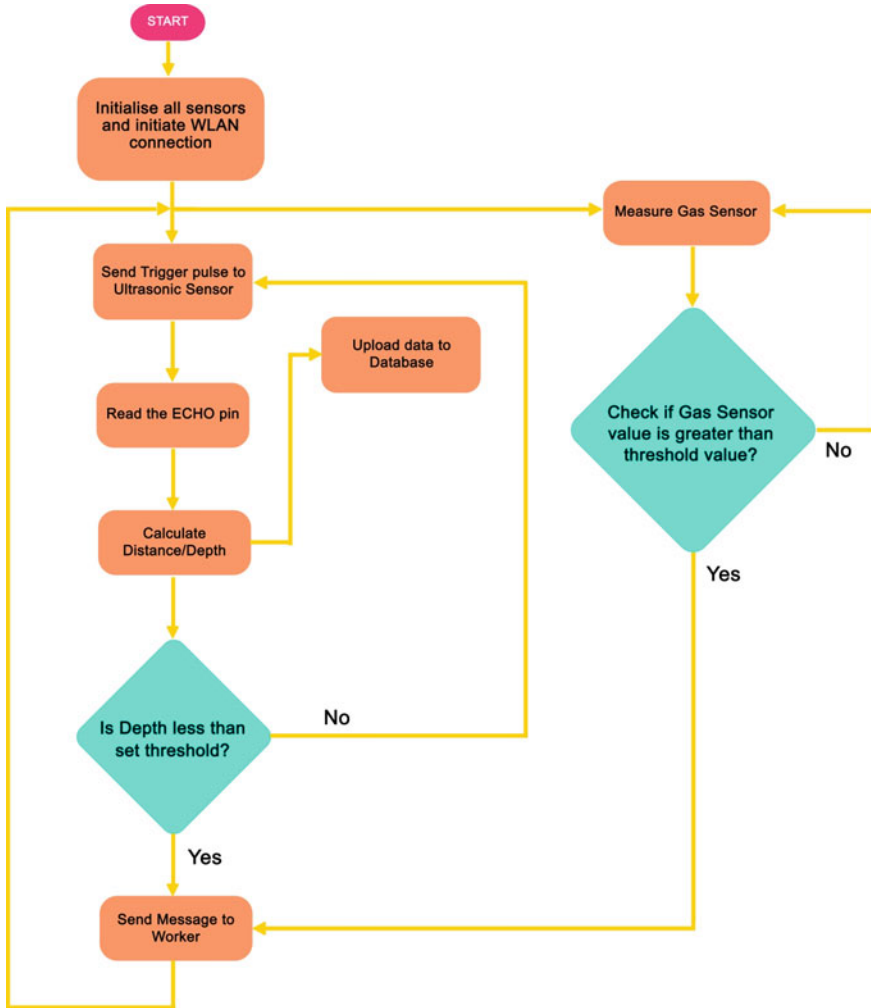 START
Initialise all sensors
and initiate WLAN
connection
Measure Gas Sensor
Send Trigger pulse to
Ultrasonic Sensor
Upload data to
Database
Read the ECHO pin
Check if Gas Sensor
value is greater than
threshold value?
No
Calculate
Distance/Depth
Yes
Is Depth less than
set threshold?
No
Yes
Send Message to
Worker